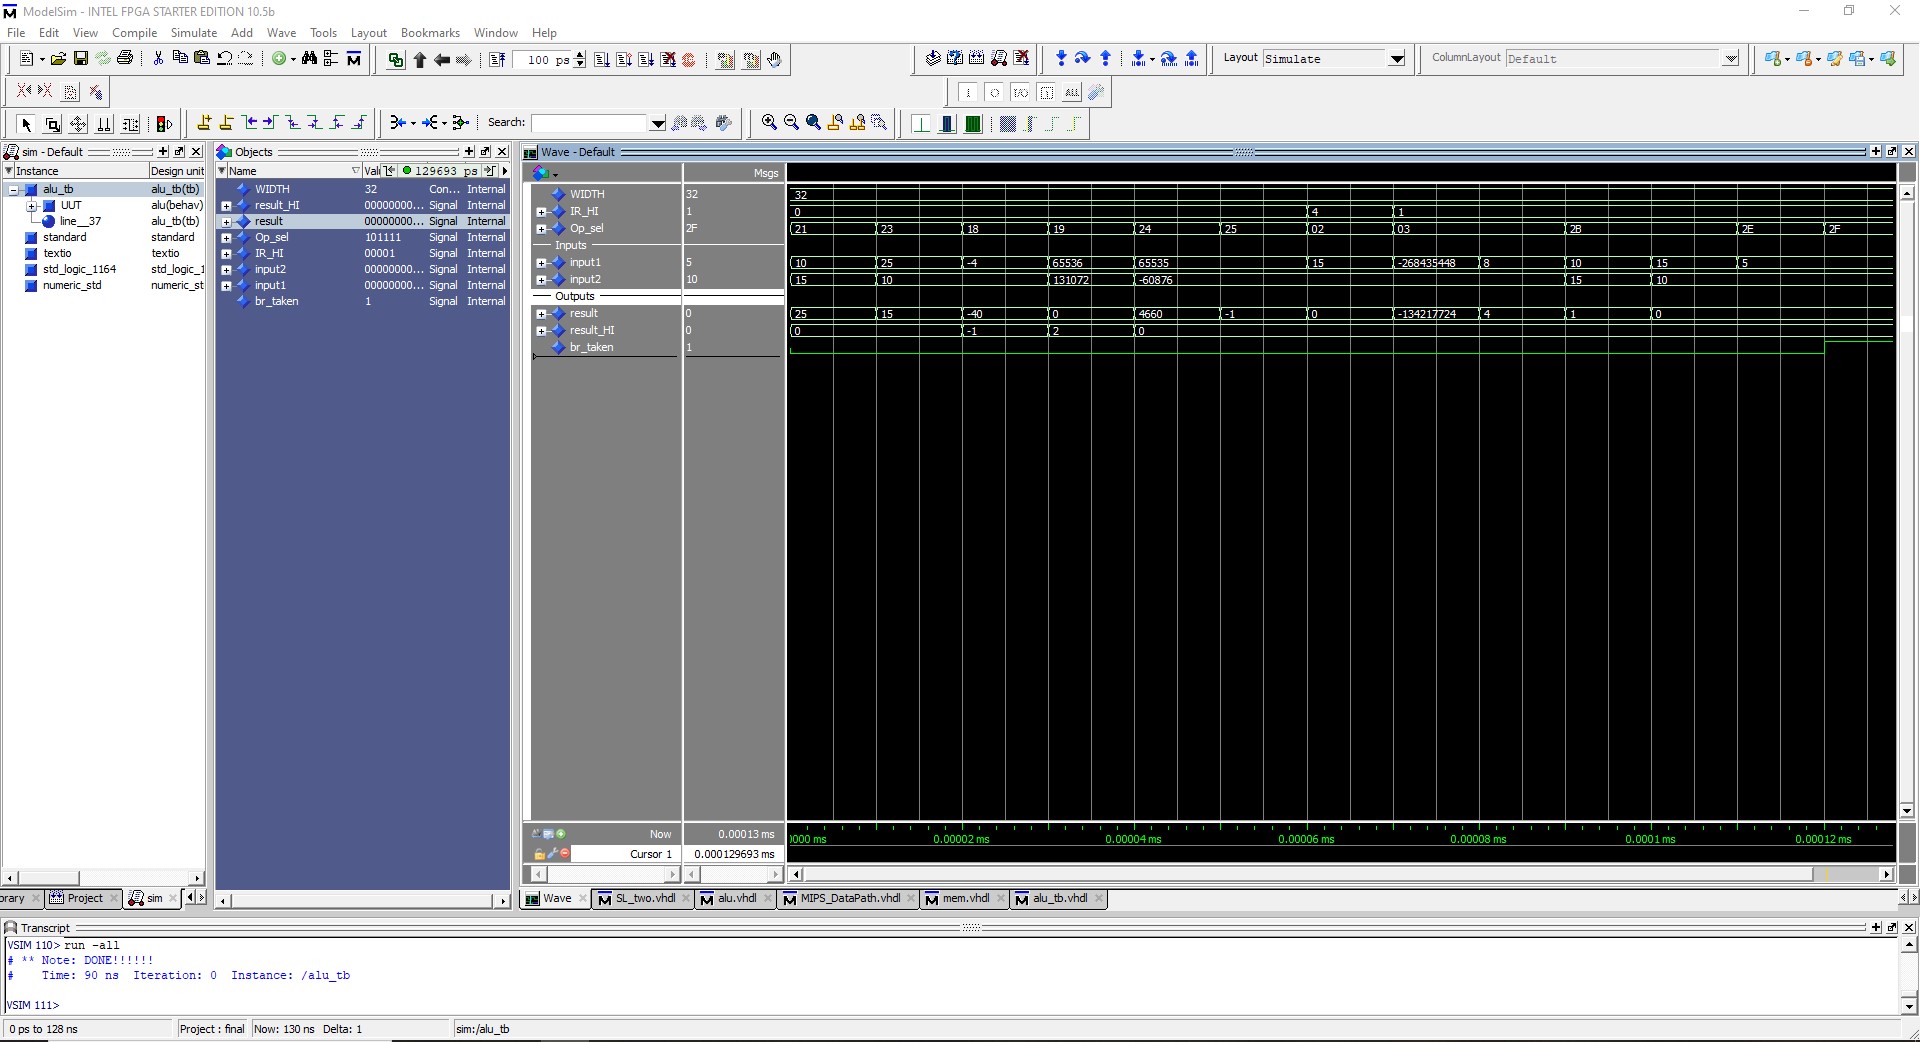 ModelSim - INTEL FPGA STARTER EDITION 10.5b
File Edit View Compile Simulate Add Wave Tools Layout Bookmarks Window Help
100 ps
Layout Simulate
ColumnLayout Default
Search:
sim - Default
Instance Design unit
alu_tb alu_tb(tb)
UUT alu(behav)
line__37 alu_tb(tb)
standard standard
textio textio
std_logic_1164 std_logic_1
numeric_std numeric_st
Objects
Name Val 129693 ps
WIDTH 32 Con... Internal
result_HI 00000000... Signal Internal
result 00000000... Signal Internal
Op_sel 101111 Signal Internal
IR_HI 00001 Signal Internal
input2 00000000... Signal Internal
input1 00000000... Signal Internal
br_taken 1 Signal Internal
Wave - Default
Msgs
WIDTH 32 32
IR_HI 1 0 4 1
Op_sel 2F 21 23 18 19 24 25 02 03 2B 2E 2F
Inputs
input1 5 10 25 -4 65536 65535 15 -268435448 8 10 15 5
input2 10 15 10 131072 -60876 15 10
Outputs
result 0 25 15 -40 0 4660 -1 0 -134217724 4 1 0
result_HI 0 0 -1 2 0
br_taken 1
Now 0.00013 ms 000 ms 0.00002 ms 0.00004 ms 0.00006 ms 0.00008 ms 0.0001 ms 0.00012 ms
Cursor 1 0.000129693 ms
brary Project sim
Wave SL_two.vhdl alu.vhdl MIPS_DataPath.vhdl mem.vhdl alu_tb.vhdl
Transcript
VSIM 110> run -all
# ** Note: DONE!!!!!!
# Time: 90 ns Iteration: 0 Instance: /alu_tb
VSIM 111>
0 ps to 128 ns Project : final Now: 130 ns Delta: 1 sim:/alu_tb